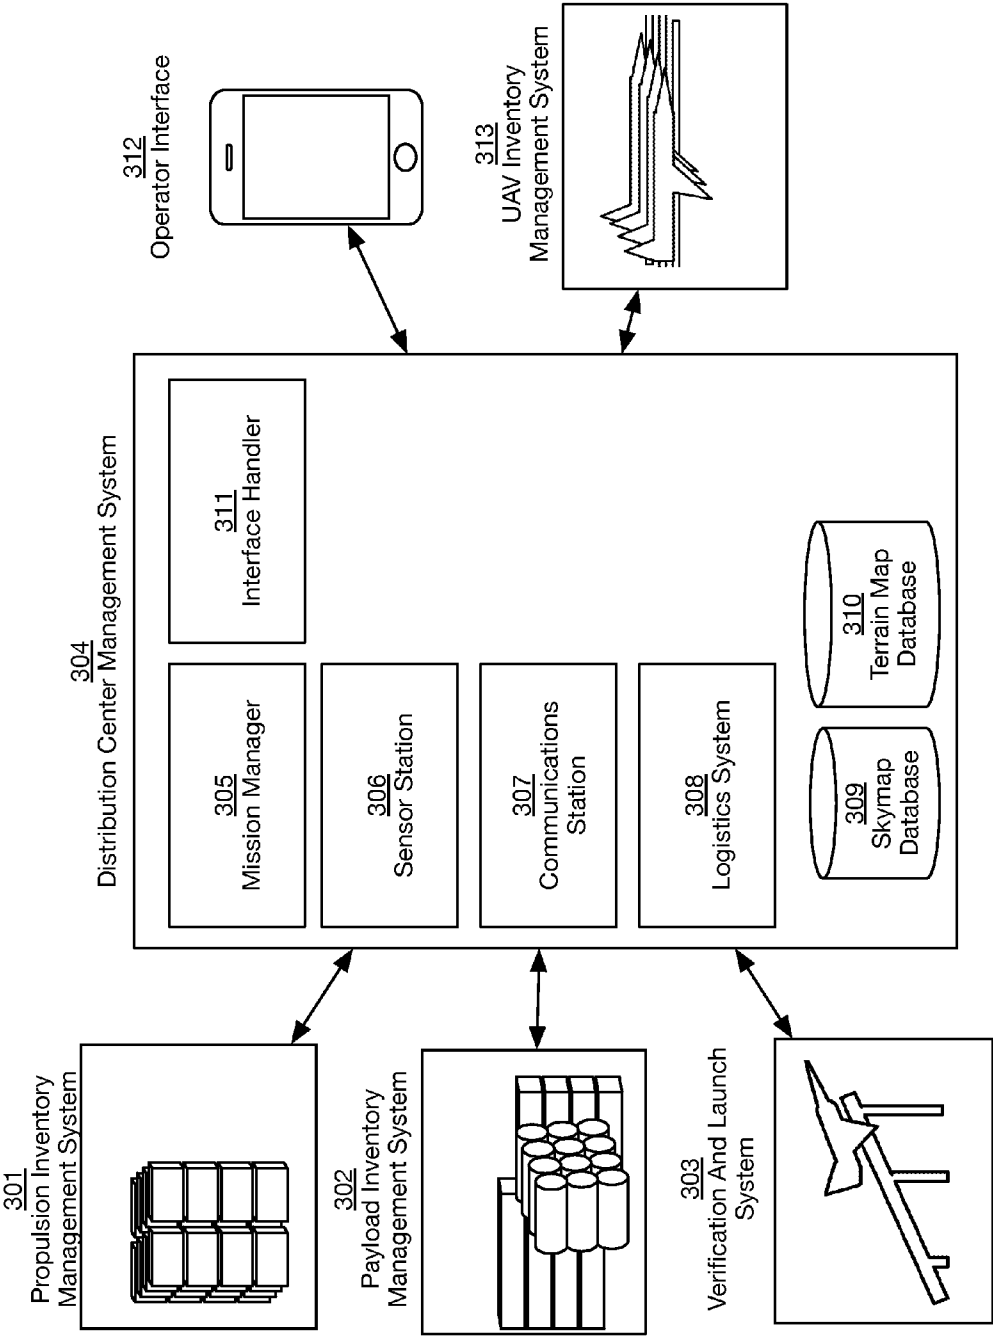 301
Propulsion Inventory
Management System
302
Payload Inventory
Management System
303
Verification And Launch
System
304
Distribution Center Management System
305
Mission Manager
306
Sensor Station
307
Communications
Station
308
Logistics System
309
Skymap
Database
310
Terrain Map
Database
311
Interface Handler
312
Operator Interface
313
UAV Inventory
Management System